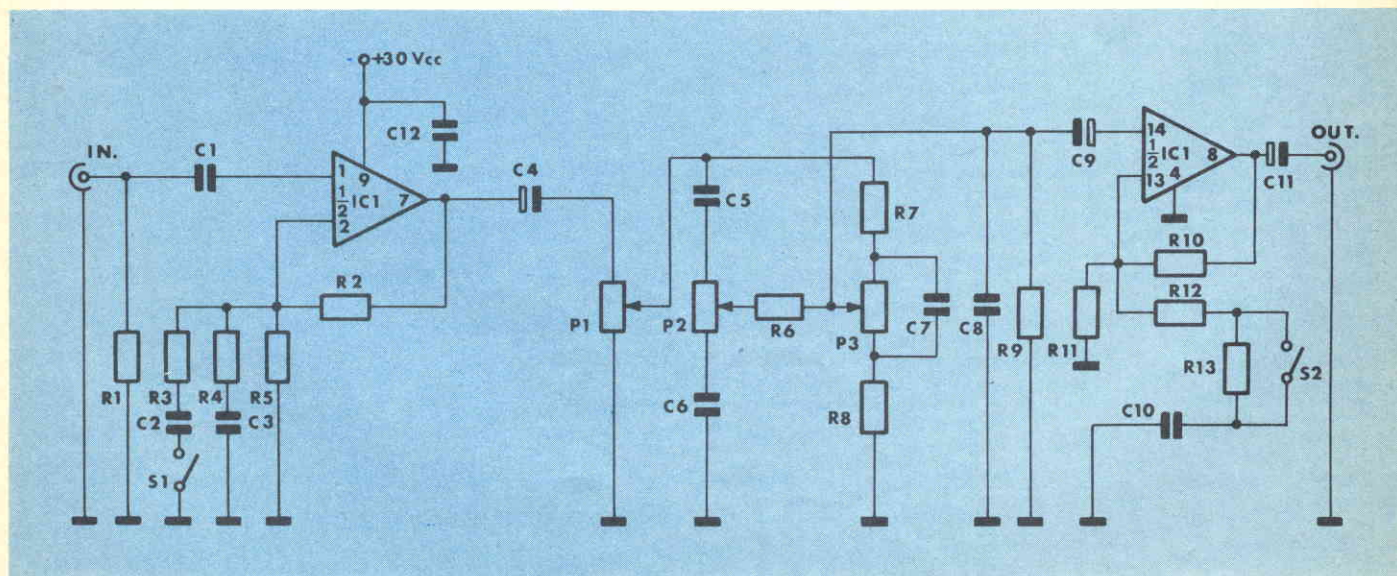 +30 Vcc
IN.
C1
C12
1
9
1/2 IC1
7
2
C4
R2
R1
R3
R4
R5
C2
C3
S1
P1
C5
P2
C6
R6
R7
P3
C7
R8
C8
R9
C9
14
1/2 IC1
8
13
4
C11
OUT.
R10
R11
R12
R13
S2
C10